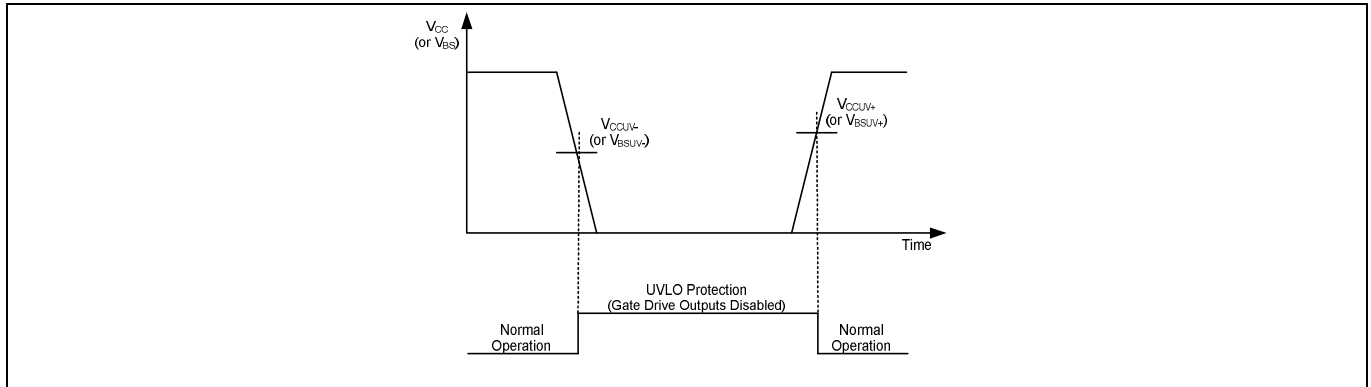 VCC
(or VBS)
VCCUV-
(or VBSUV-)
VCCUV+
(or VBSUV+)
Time
UVLO Protection
(Gate Drive Outputs Disabled)
Normal
Operation
Normal
Operation